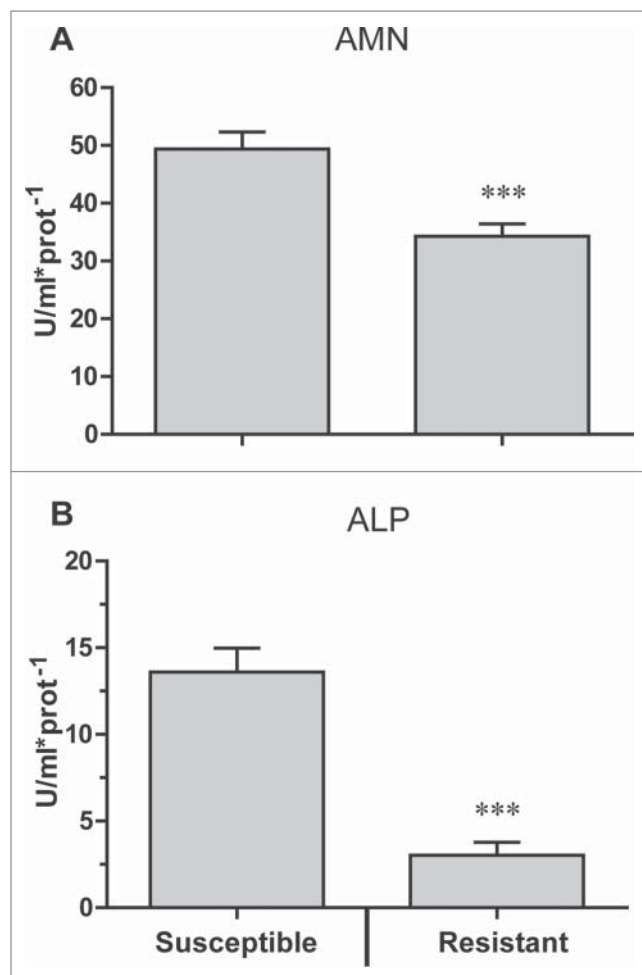 A
AMN
60
50
40
30
20
10
0
U/ml*prot⁻¹
***
B
ALP
20
15
10
5
0
U/ml*prot⁻¹
***
Susceptible
Resistant